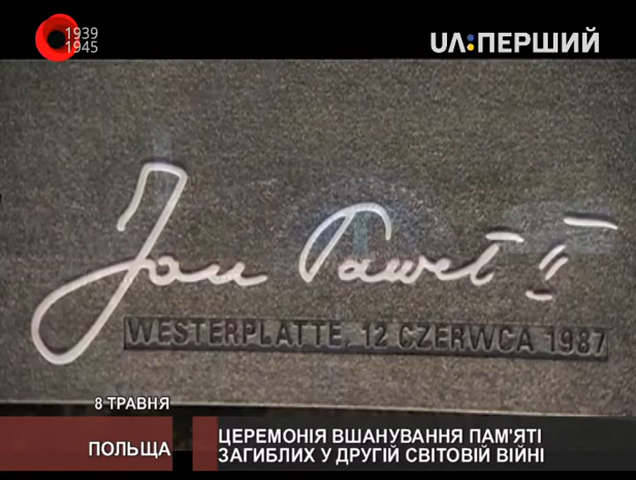 1939
1945
UA:ПЕРШИЙ
Jan Paweł II
WESTERPLATTE, 12 CZERWCA 1987
8 ТРАВНЯ
ПОЛЬЩА
ЦЕРЕМОНІЯ ВШАНУВАННЯ ПАМ'ЯТІ
ЗАГИБЛИХ У ДРУГІЙ СВІТОВІЙ ВІЙНІ